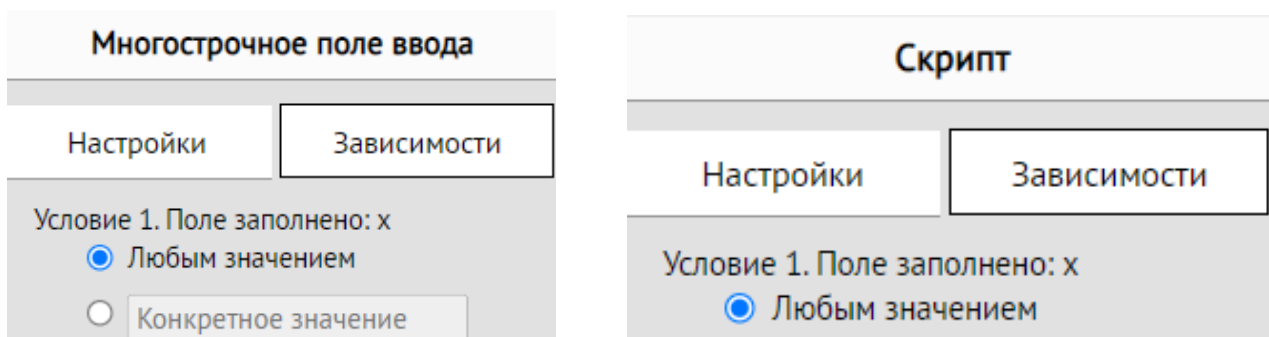 Многострочное поле ввода
Настройки
Зависимости
Условие 1. Поле заполнено: x
Любым значением
Конкретное значение
Скрипт
Настройки
Зависимости
Условие 1. Поле заполнено: x
Любым значением